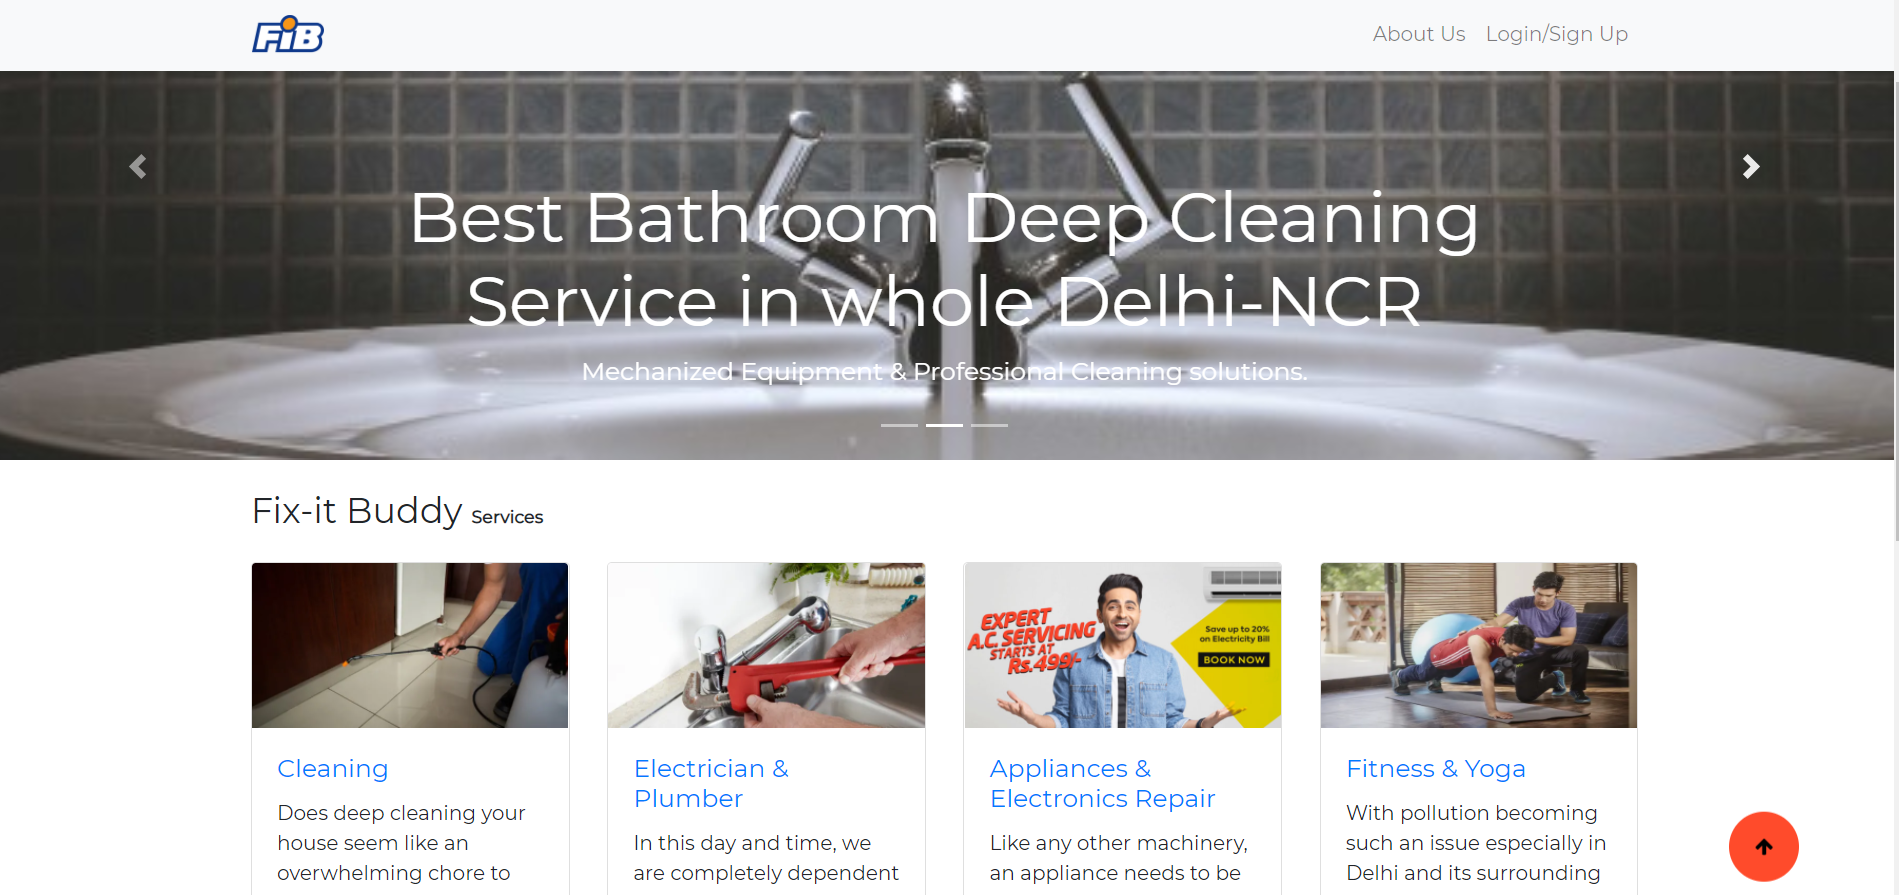 FiB
About Us Login/Sign Up
Best Bathroom Deep Cleaning
Service in whole Delhi-NCR
Mechanized Equipment & Professional Cleaning solutions.
Fix-it Buddy Services
EXPERT
A.C. SERVICING
STARTS AT
Rs.499/-
Save up to 20%
on Electricity Bill
BOOK NOW
Cleaning
Does deep cleaning your
house seem like an
overwhelming chore to
Electrician &
Plumber
In this day and time, we
are completely dependent
Appliances &
Electronics Repair
Like any other machinery,
an appliance needs to be
Fitness & Yoga
With pollution becoming
such an issue especially in
Delhi and its surrounding